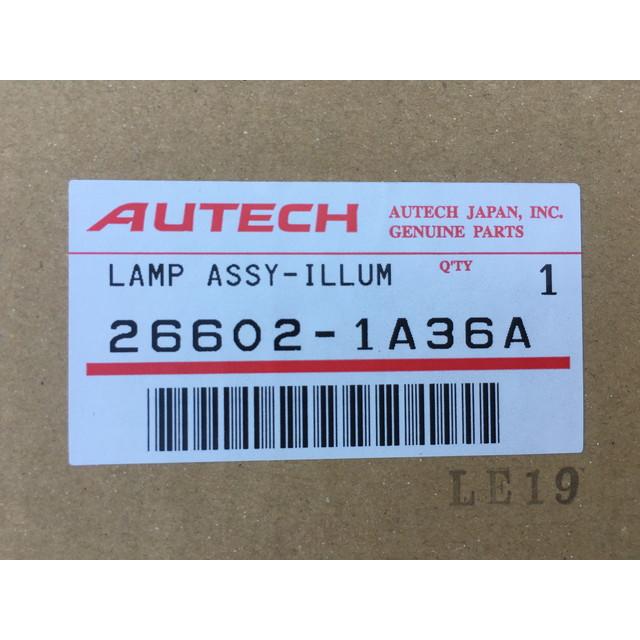 AUTECH
AUTECH JAPAN, INC.
GENUINE PARTS
LAMP ASSY-ILLUM
Q'TY
1
26602-1A36A
LE19